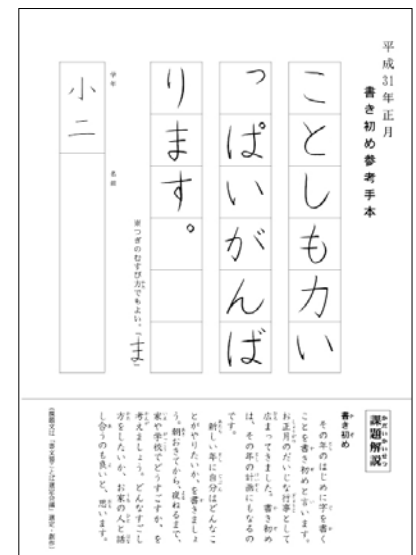 平成31年正月
書き初め参考手本
ことしも力い
っぱいがんば
ります。
※つぎのむすび方でもよい。「ま」
学年
名前
小二
課題解説
かだいかいせつ
書き初め
その年のはじめに字を書く
ことを書き初めと言います。
お正月のだいじな行事として
広まってきました。書き初め
は、その年の計画にもなるの
です。
新しい年に自分はどんなこ
とがやりたいか、を書きましょ
う。朝おきてから、夜ねるまで、
家や学校でどうすごすか、を
考えましょう。どんなすごし
方をしたいか、お家の人と話
し合うのも良いと、思います。